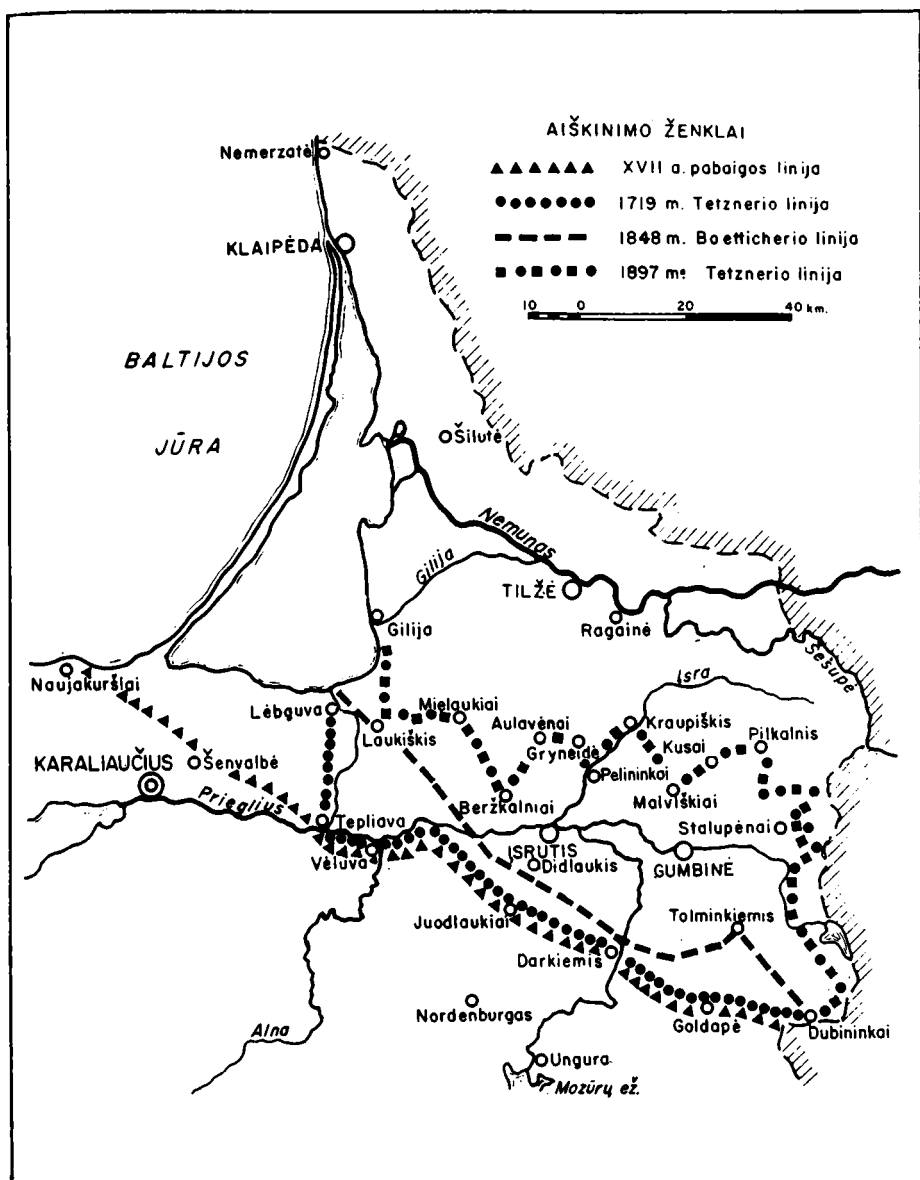 AIŠKINIMO ŽENKLAI
XVII a. pabaigos linija
1719 m. Tetznerio linija
1848 m. Boetticherio linija
1897 m. Tetznerio linija
10 0 20 40 km.
Nemerzatė
KLAIPĖDA
BALTIJOS
JŪRA
Šilutė
Nemunas
Gilija
TILŽĖ
Ragainė
Gilija
Šešupė
Naujakuršiai
Isra
Lėbguva
Mielaukiai
Laukiškis
Aulavėnai
Kraupiškis
Gryneidė
Kusai
Pilkalnis
Šenvalbė
KARALIAUČIUS
Pelininkai
Malviškiai
Prieglius
Beržkalniai
Tepliava
Stalupėnai
Vėluva
ISRUTIS
Didlaukis
GUMBINĖ
Juodlaukiai
Tolminkiemis
Darkiemis
Nordenburgas
Goldapė
Dubininkai
Alna
Ungura
Mozūrų ež.